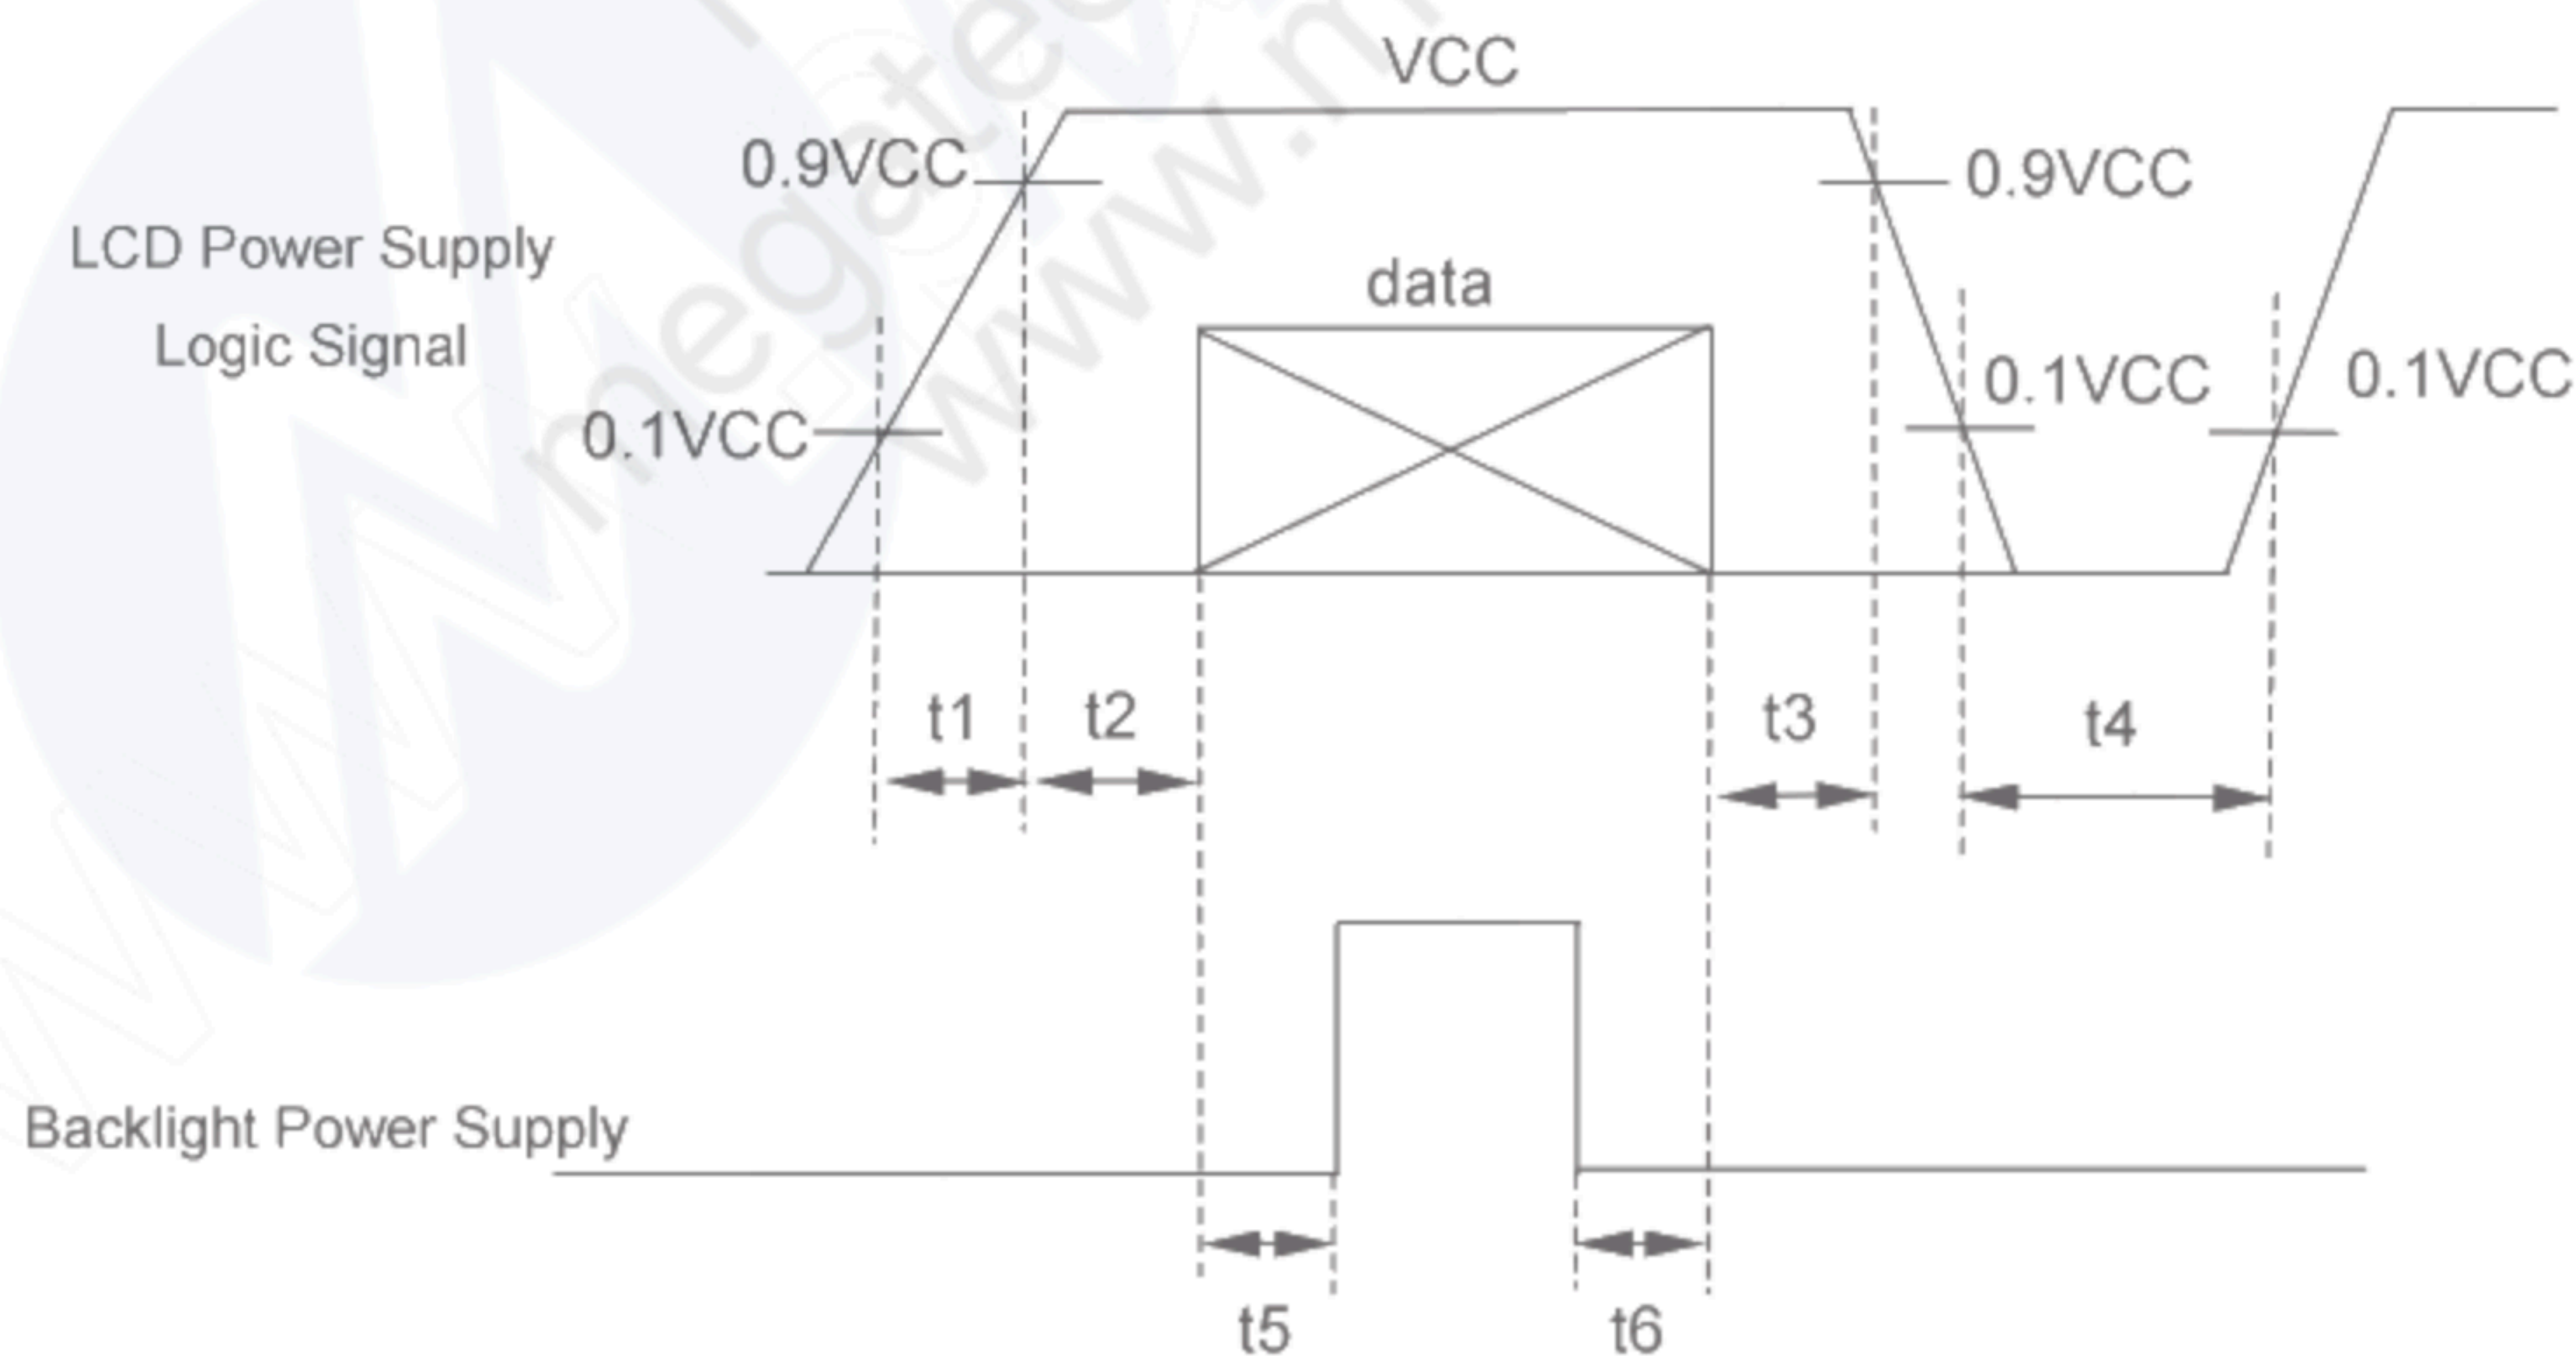 VCC
0.9VCC
0.9VCC
LCD Power Supply
data
Logic Signal
0.1VCC
0.1VCC
0.1VCC
t1
t2
t3
t4
Backlight Power Supply
t5
t6
www.m